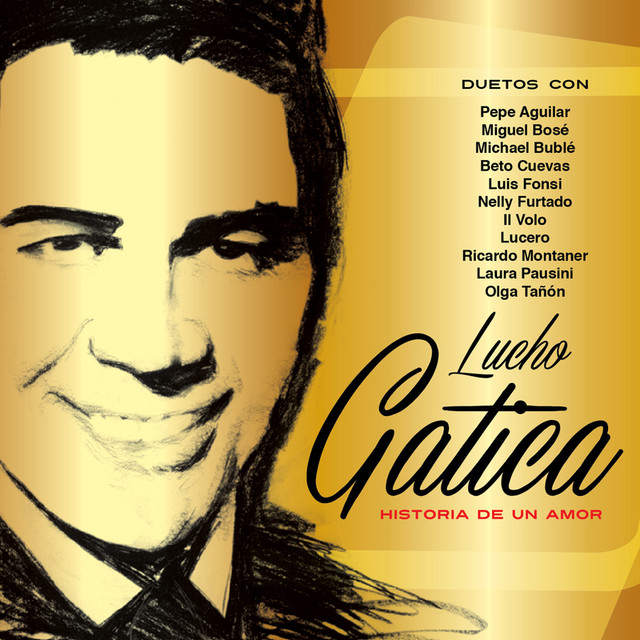 DUETOS CON
Pepe Aguilar
Miguel Bosé
Michael Bublé
Beto Cuevas
Luis Fonsi
Nelly Furtado
Il Volo
Lucero
Ricardo Montaner
Laura Pausini
Olga Tañón
Lucho
Gatica
HISTORIA DE UN AMOR